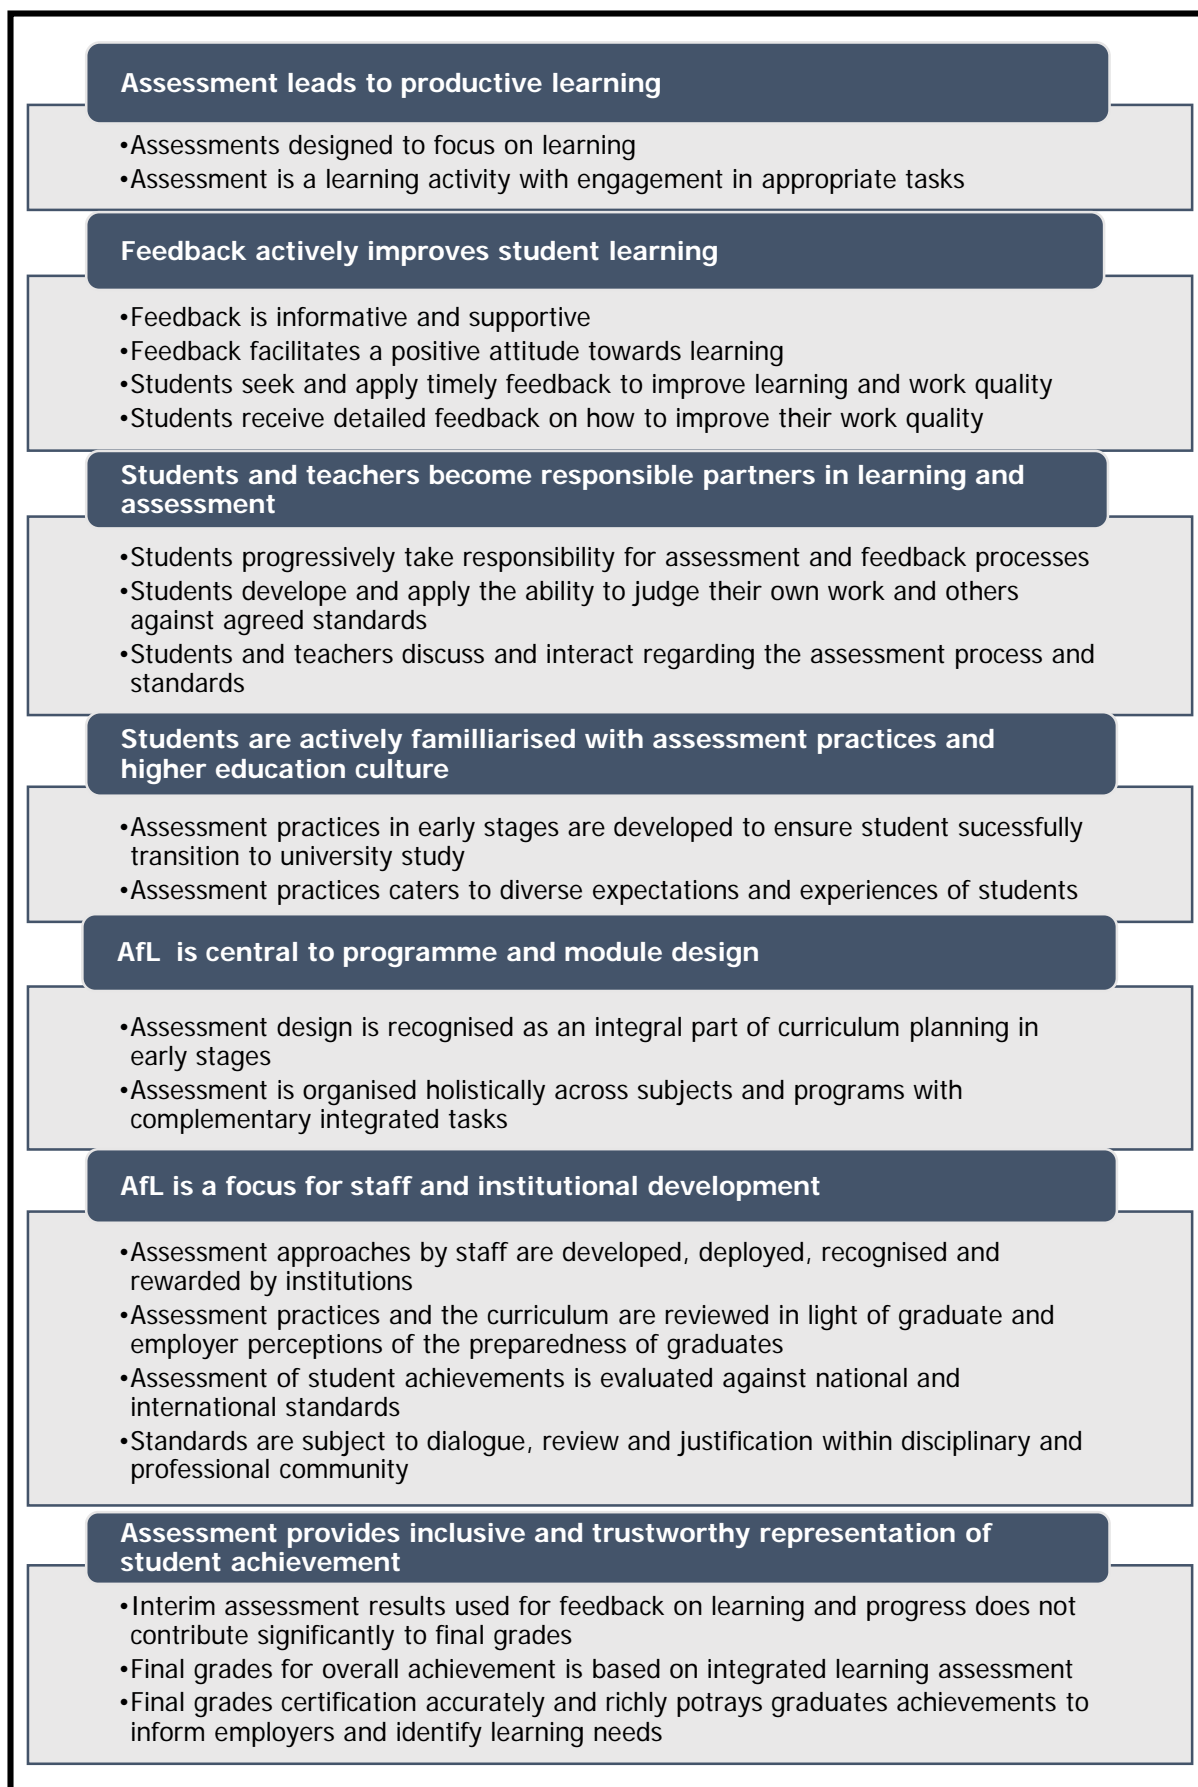 Assessment leads to productive learning
•Assessments designed to focus on learning
•Assessment is a learning activity with engagement in appropriate tasks
Feedback actively improves student learning
•Feedback is informative and supportive
•Feedback facilitates a positive attitude towards learning
•Students seek and apply timely feedback to improve learning and work quality
•Students receive detailed feedback on how to improve their work quality
Students and teachers become responsible partners in learning and
assessment
•Students progressively take responsibility for assessment and feedback processes
•Students develope and apply the ability to judge their own work and others
against agreed standards
•Students and teachers discuss and interact regarding the assessment process and
standards
Students are actively familliarised with assessment practices and
higher education culture
•Assessment practices in early stages are developed to ensure student sucessfully
transition to university study
•Assessment practices caters to diverse expectations and experiences of students
AfL is central to programme and module design
•Assessment design is recognised as an integral part of curriculum planning in
early stages
•Assessment is organised holistically across subjects and programs with
complementary integrated tasks
AfL is a focus for staff and institutional development
•Assessment approaches by staff are developed, deployed, recognised and
rewarded by institutions
•Assessment practices and the curriculum are reviewed in light of graduate and
employer perceptions of the preparedness of graduates
•Assessment of student achievements is evaluated against national and
international standards
•Standards are subject to dialogue, review and justification within disciplinary and
professional community
Assessment provides inclusive and trustworthy representation of
student achievement
•Interim assessment results used for feedback on learning and progress does not
contribute significantly to final grades
•Final grades for overall achievement is based on integrated learning assessment
•Final grades certification accurately and richly potrays graduates achievements to
inform employers and identify learning needs